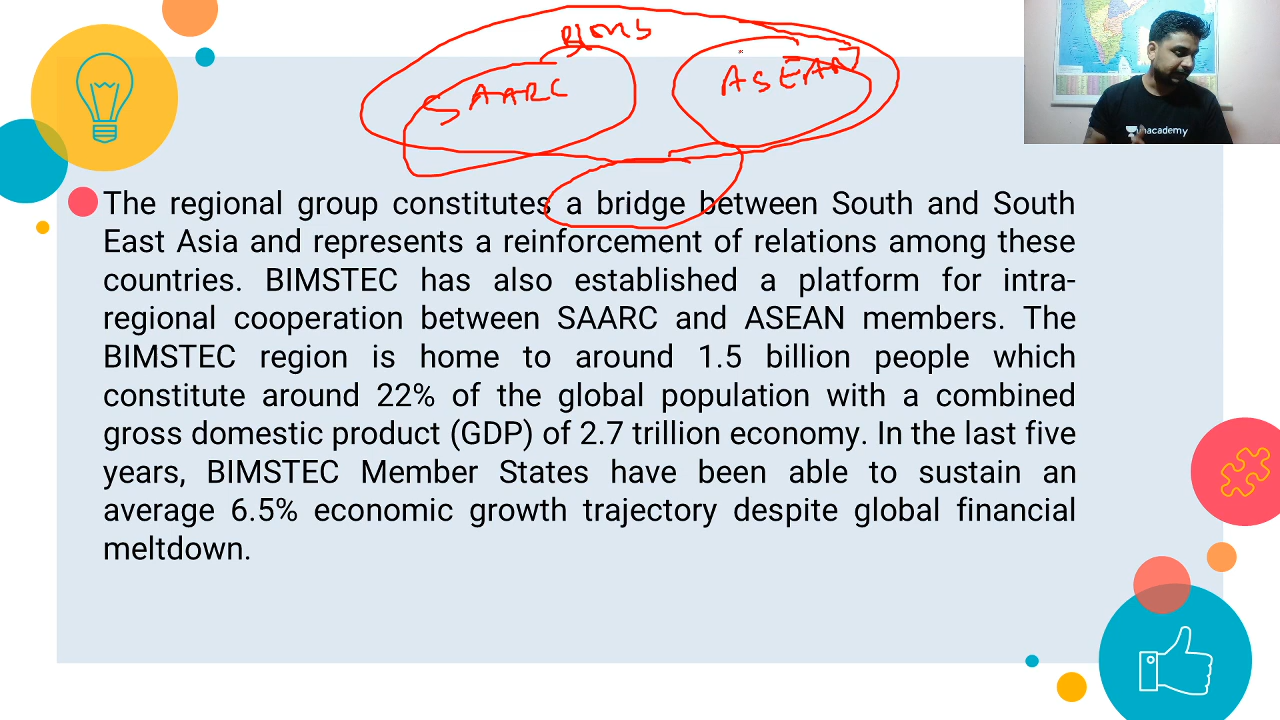 SAARC
ASEAN
unacademy
The regional group constitutes a bridge between South and South
East Asia and represents a reinforcement of relations among these
countries. BIMSTEC has also established a platform for intra-
regional cooperation between SAARC and ASEAN members. The
BIMSTEC region is home to around 1.5 billion people which
constitute around 22% of the global population with a combined
gross domestic product (GDP) of 2.7 trillion economy. In the last five
years, BIMSTEC Member States have been able to sustain an
average 6.5% economic growth trajectory despite global financial
meltdown.